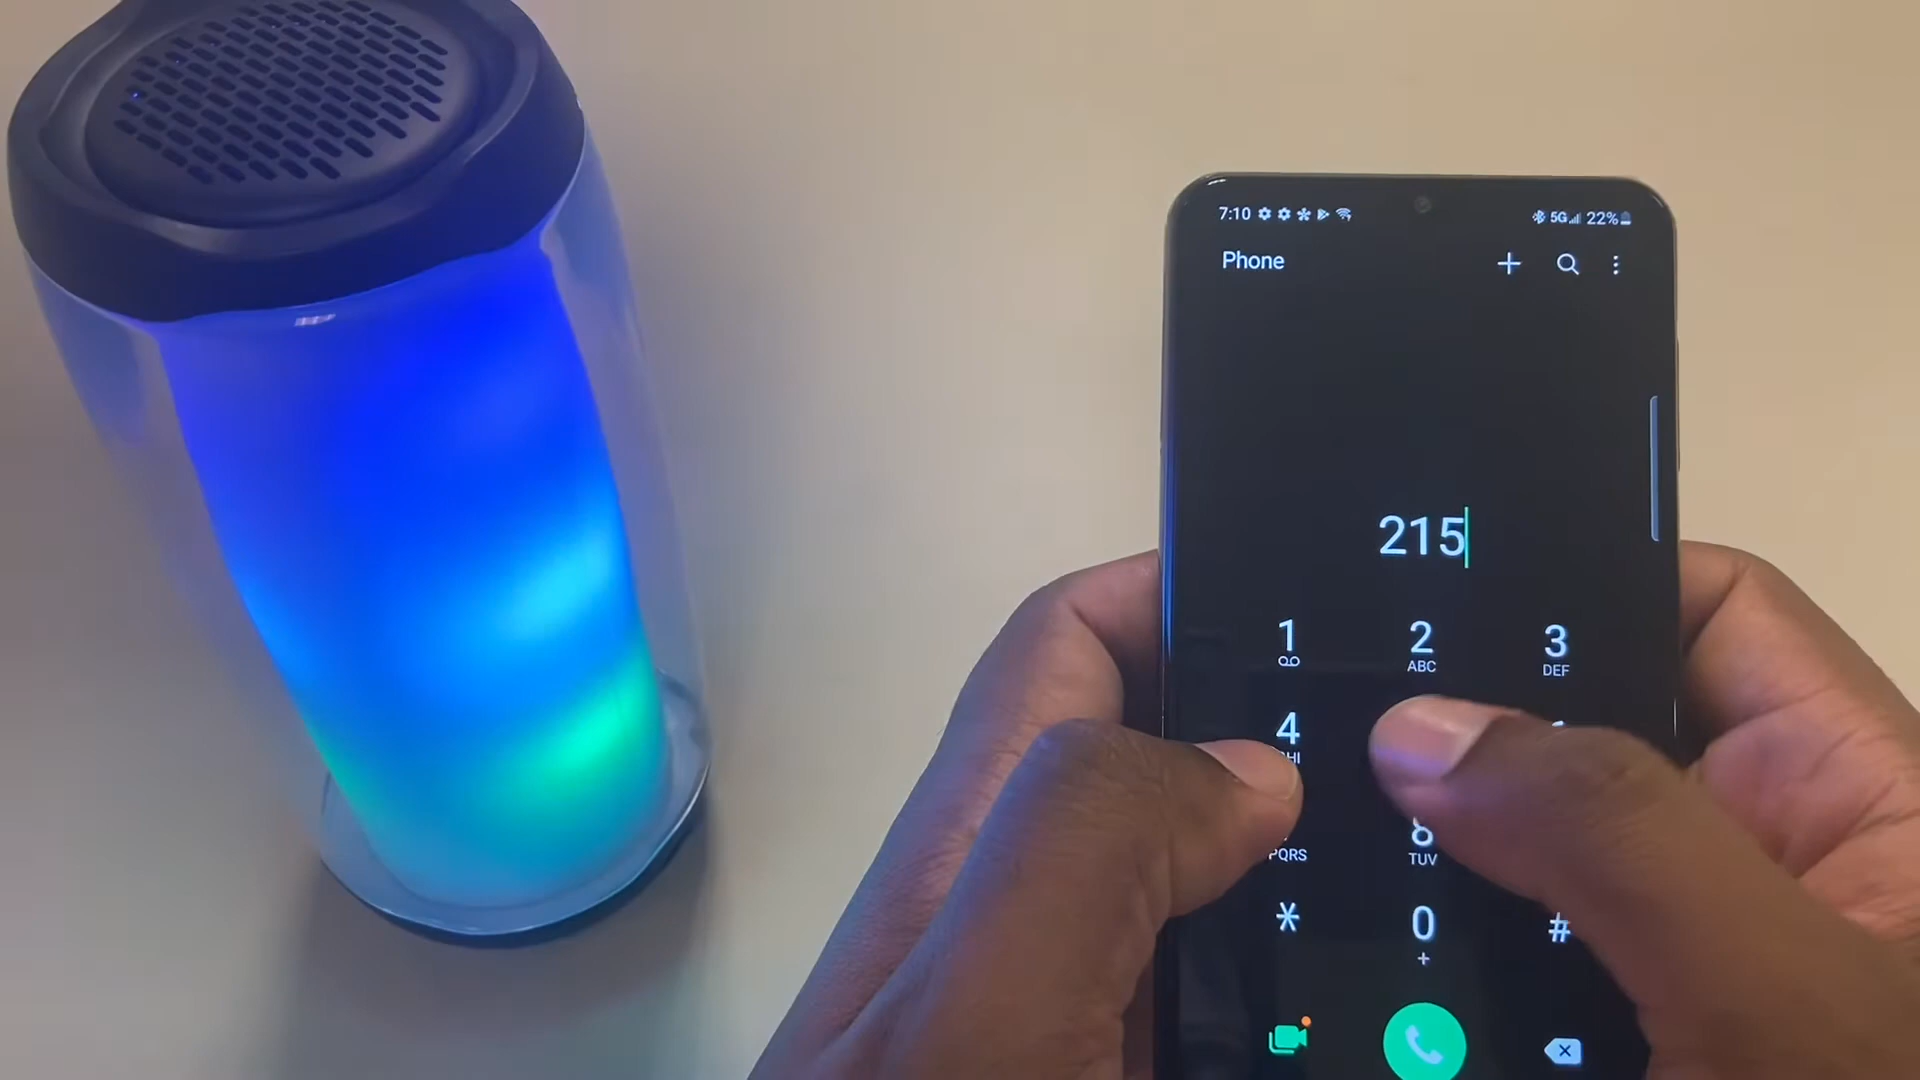 7:10 5G 22%
Phone
215
1 2 3
ABC DEF
4
PQRS 8
TUV
* 0 #
+